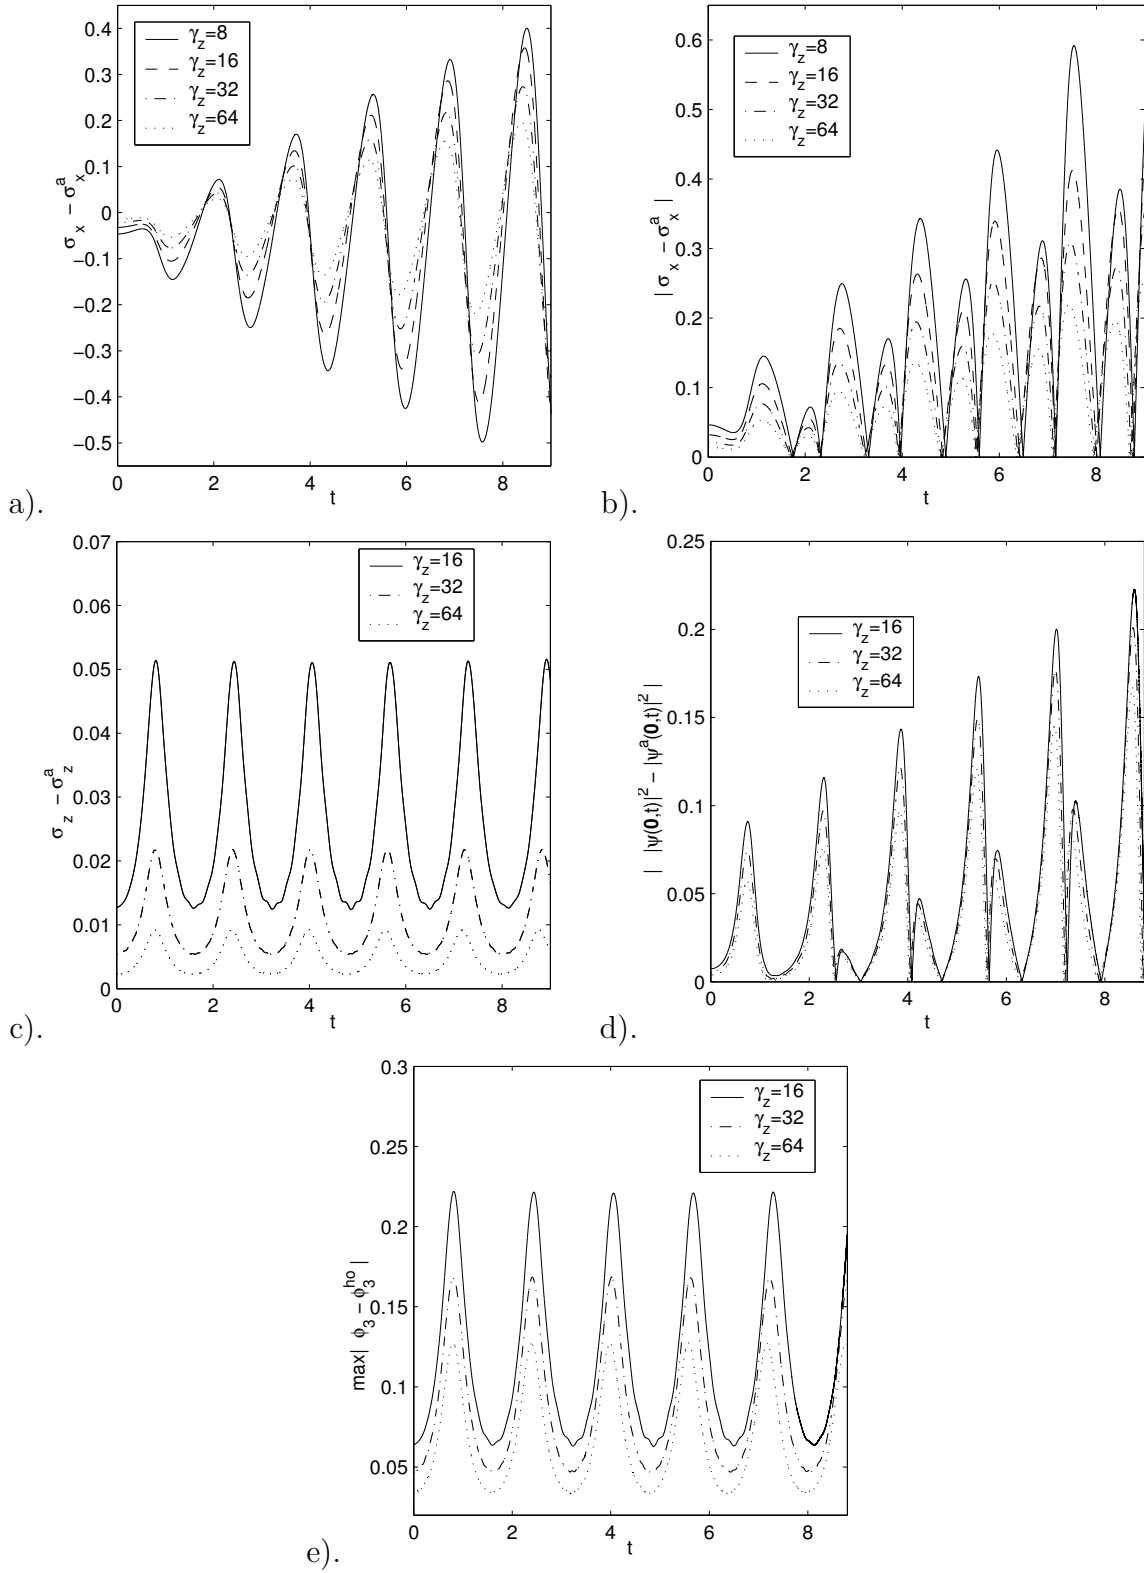 γ_z=8
γ_z=16
γ_z=32
γ_z=64
0.4
0.3
0.2
0.1
0
−0.1
−0.2
−0.3
−0.4
−0.5
σ_x − σ_x^a
0 2 4 6 8
t
a).
γ_z=8
γ_z=16
γ_z=32
γ_z=64
0.6
0.5
0.4
0.3
0.2
0.1
0
| σ_x − σ_x^a |
0 2 4 6 8
t
b).
γ_z=16
γ_z=32
γ_z=64
0.07
0.06
0.05
0.04
0.03
0.02
0.01
0
σ_z − σ_z^a
0 2 4 6 8
t
c).
γ_z=16
γ_z=32
γ_z=64
0.25
0.2
0.15
0.1
0.05
0
| |ψ(0,t)|^2 − |ψ^a(0,t)|^2 |
0 2 4 6 8
t
d).
γ_z=16
γ_z=32
γ_z=64
0.3
0.25
0.2
0.15
0.1
0.05
max| ϕ_3 − ϕ_3^ho |
0 2 4 6 8
t
e).